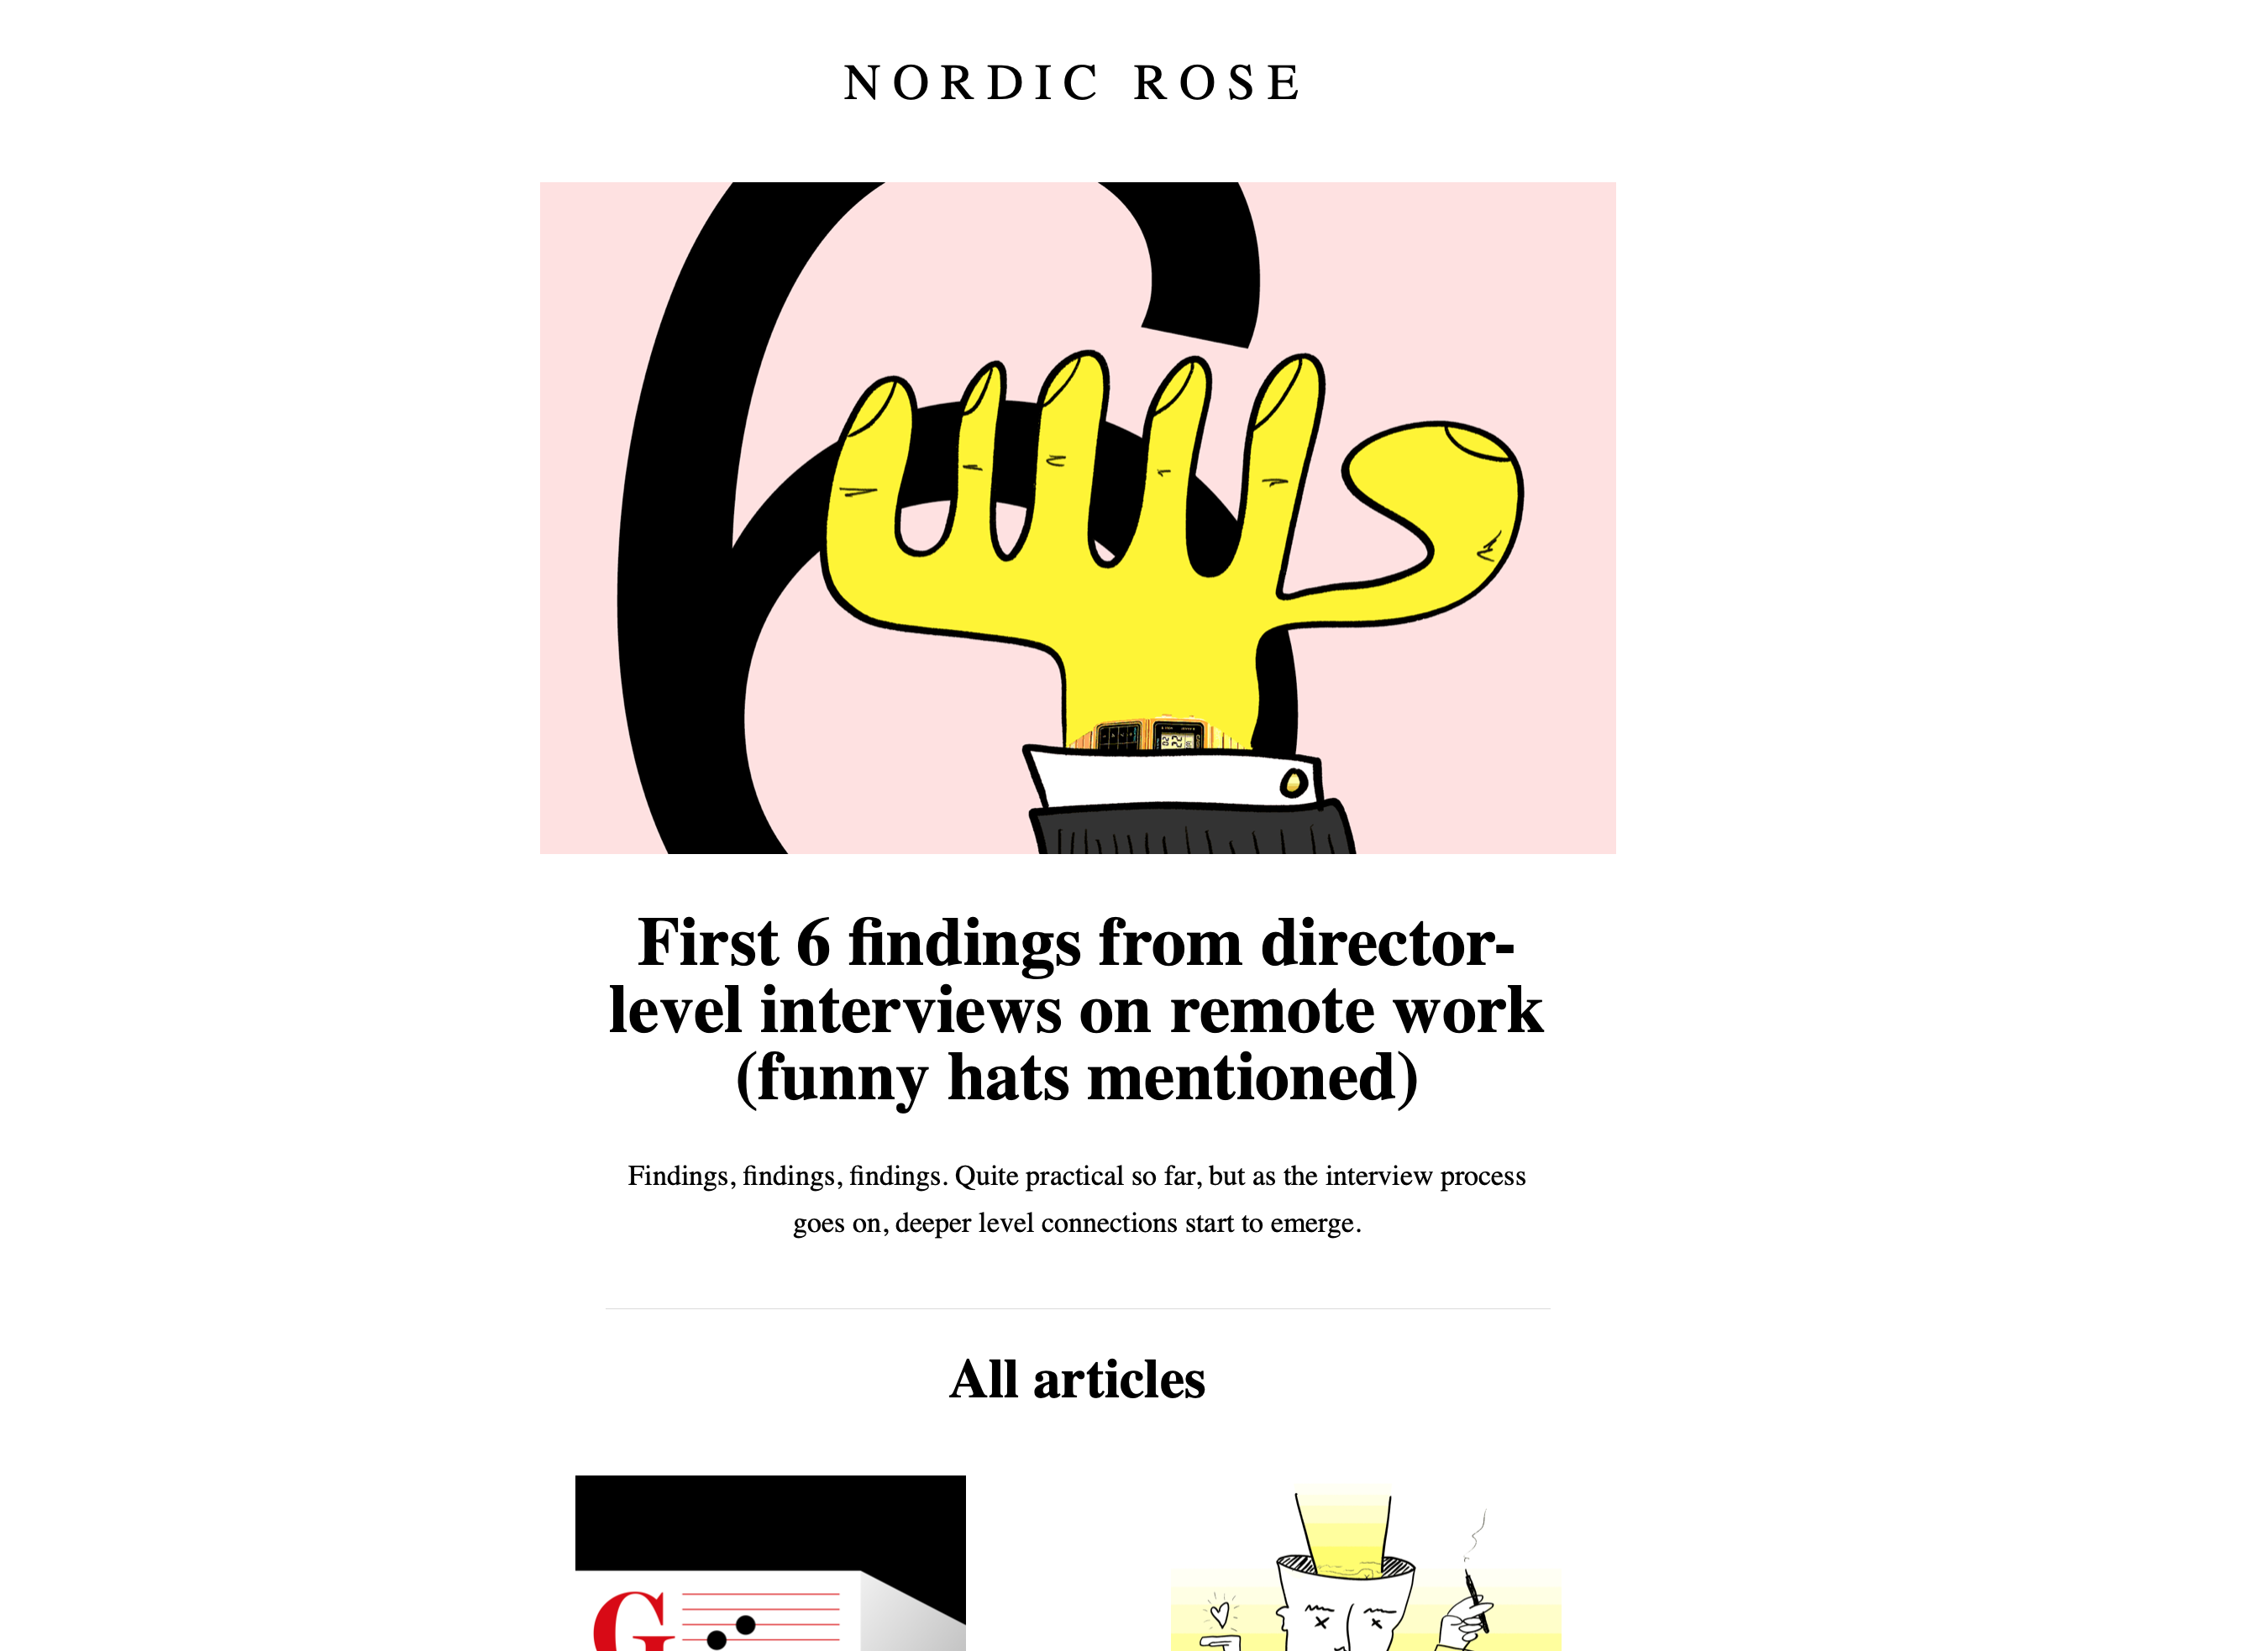 NORDIC ROSE
First 6 findings from director-
level interviews on remote work
(funny hats mentioned)
Findings, findings, findings. Quite practical so far, but as the interview process
goes on, deeper level connections start to emerge.
All articles
G